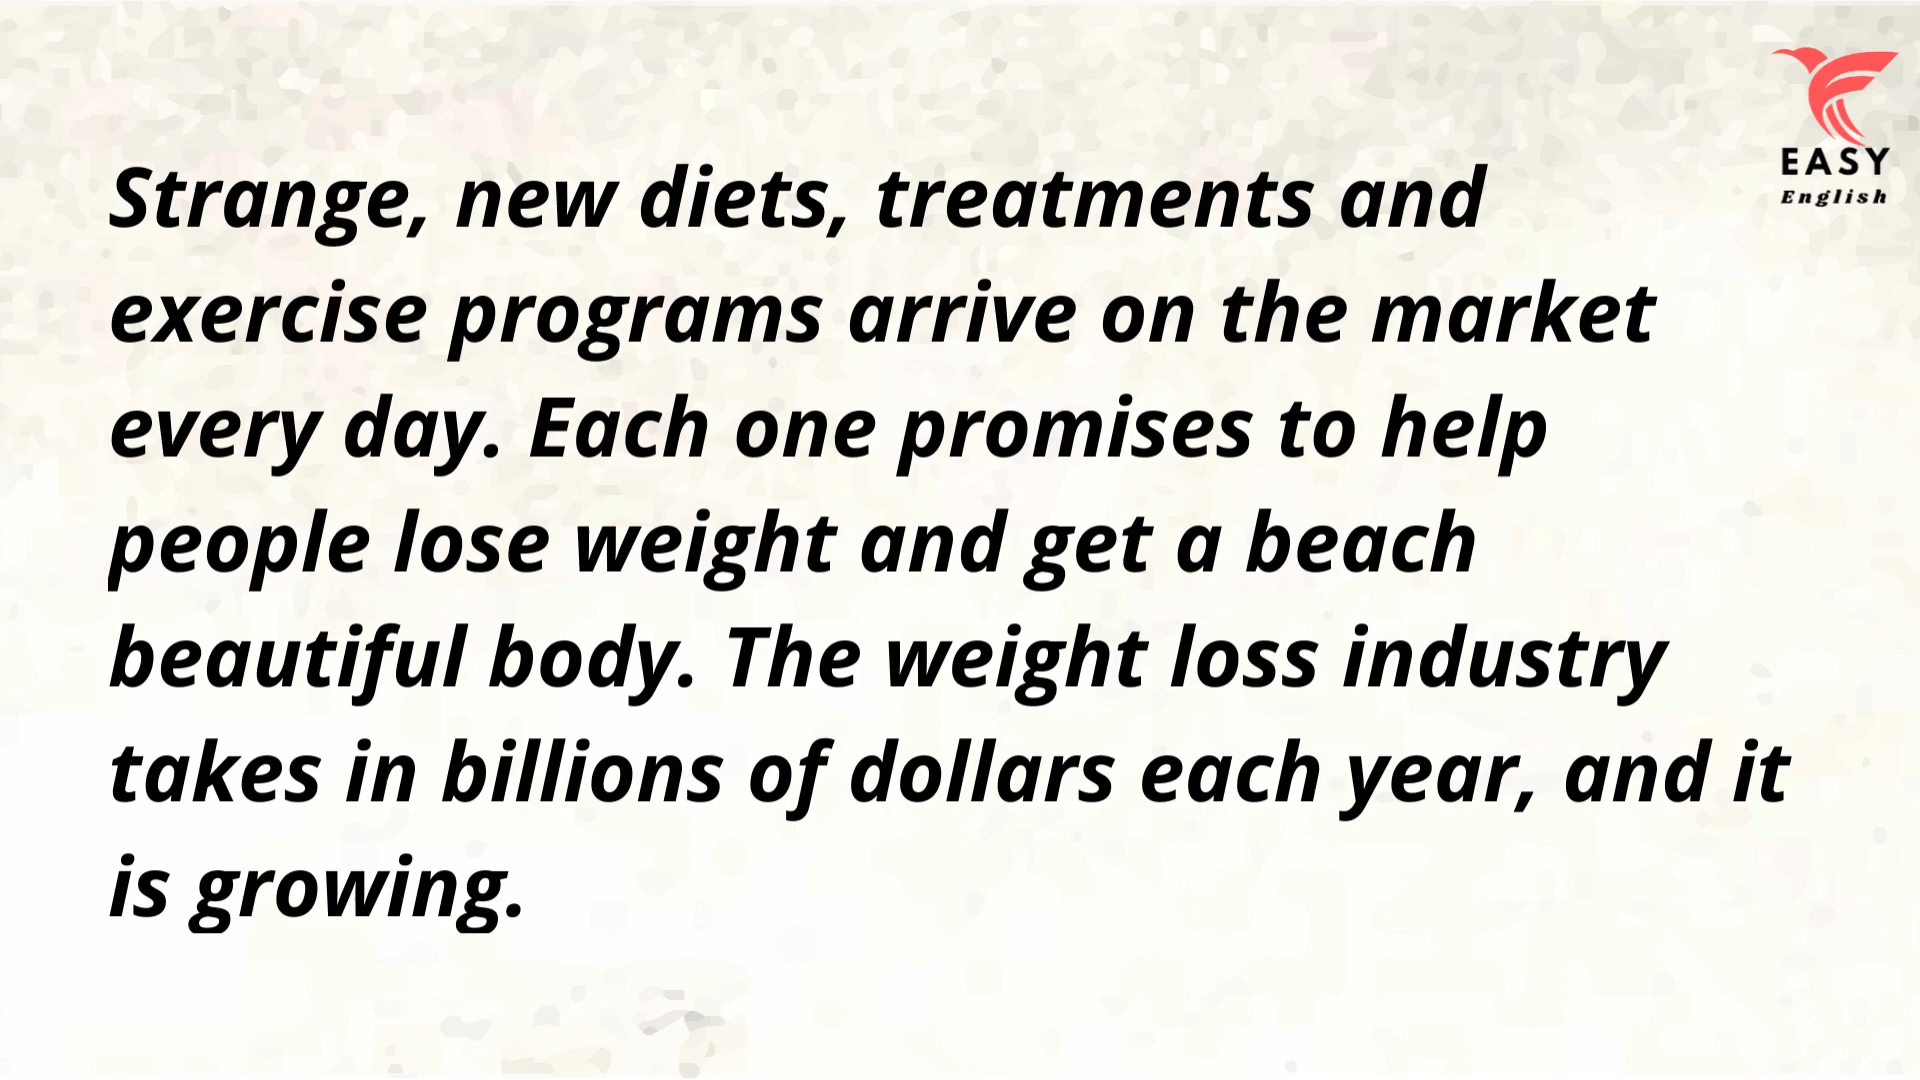 EASY
English
Strange, new diets, treatments and
exercise programs arrive on the market
every day. Each one promises to help
people lose weight and get a beach
beautiful body. The weight loss industry
takes in billions of dollars each year, and it
is growing.